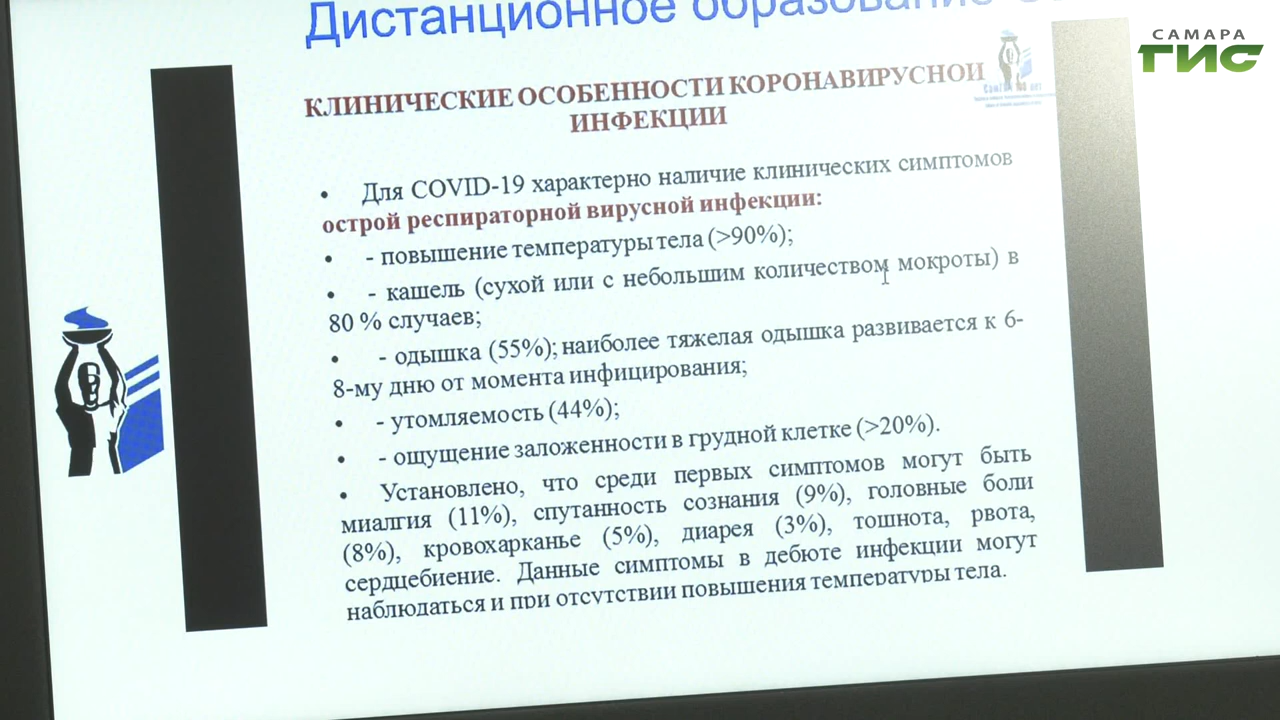 Дистанционное образование
САМАРА
ГИС
КЛИНИЧЕСКИЕ ОСОБЕННОСТИ КОРОНАВИРУСНОЙ
ИНФЕКЦИИ
• Для COVID-19 характерно наличие клинических симптомов
острой респираторной вирусной инфекции:
• - повышение температуры тела (>90%);
• - кашель (сухой или с небольшим количеством мокроты) в
80 % случаев;
• - одышка (55%); наиболее тяжелая одышка развивается к 6-
8-му дню от момента инфицирования;
• - утомляемость (44%);
• - ощущение заложенности в грудной клетке (>20%).
• Установлено, что среди первых симптомов могут быть
миалгия (11%), спутанность сознания (9%), головные боли
(8%), кровохарканье (5%), диарея (3%), тошнота, рвота,
сердцебиение. Данные симптомы в дебюте инфекции могут
наблюдаться и при отсутствии повышения температуры тела.